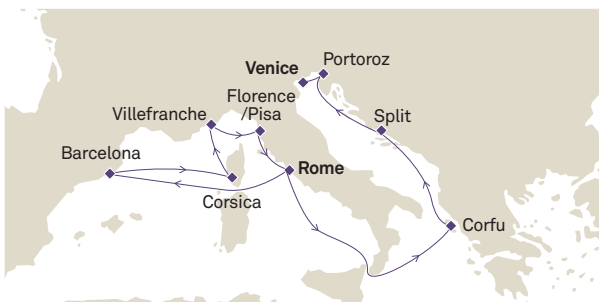 Portoroz
Venice
Florence
/Pisa
Villefranche
Split
Barcelona
Rome
Corsica
Corfu